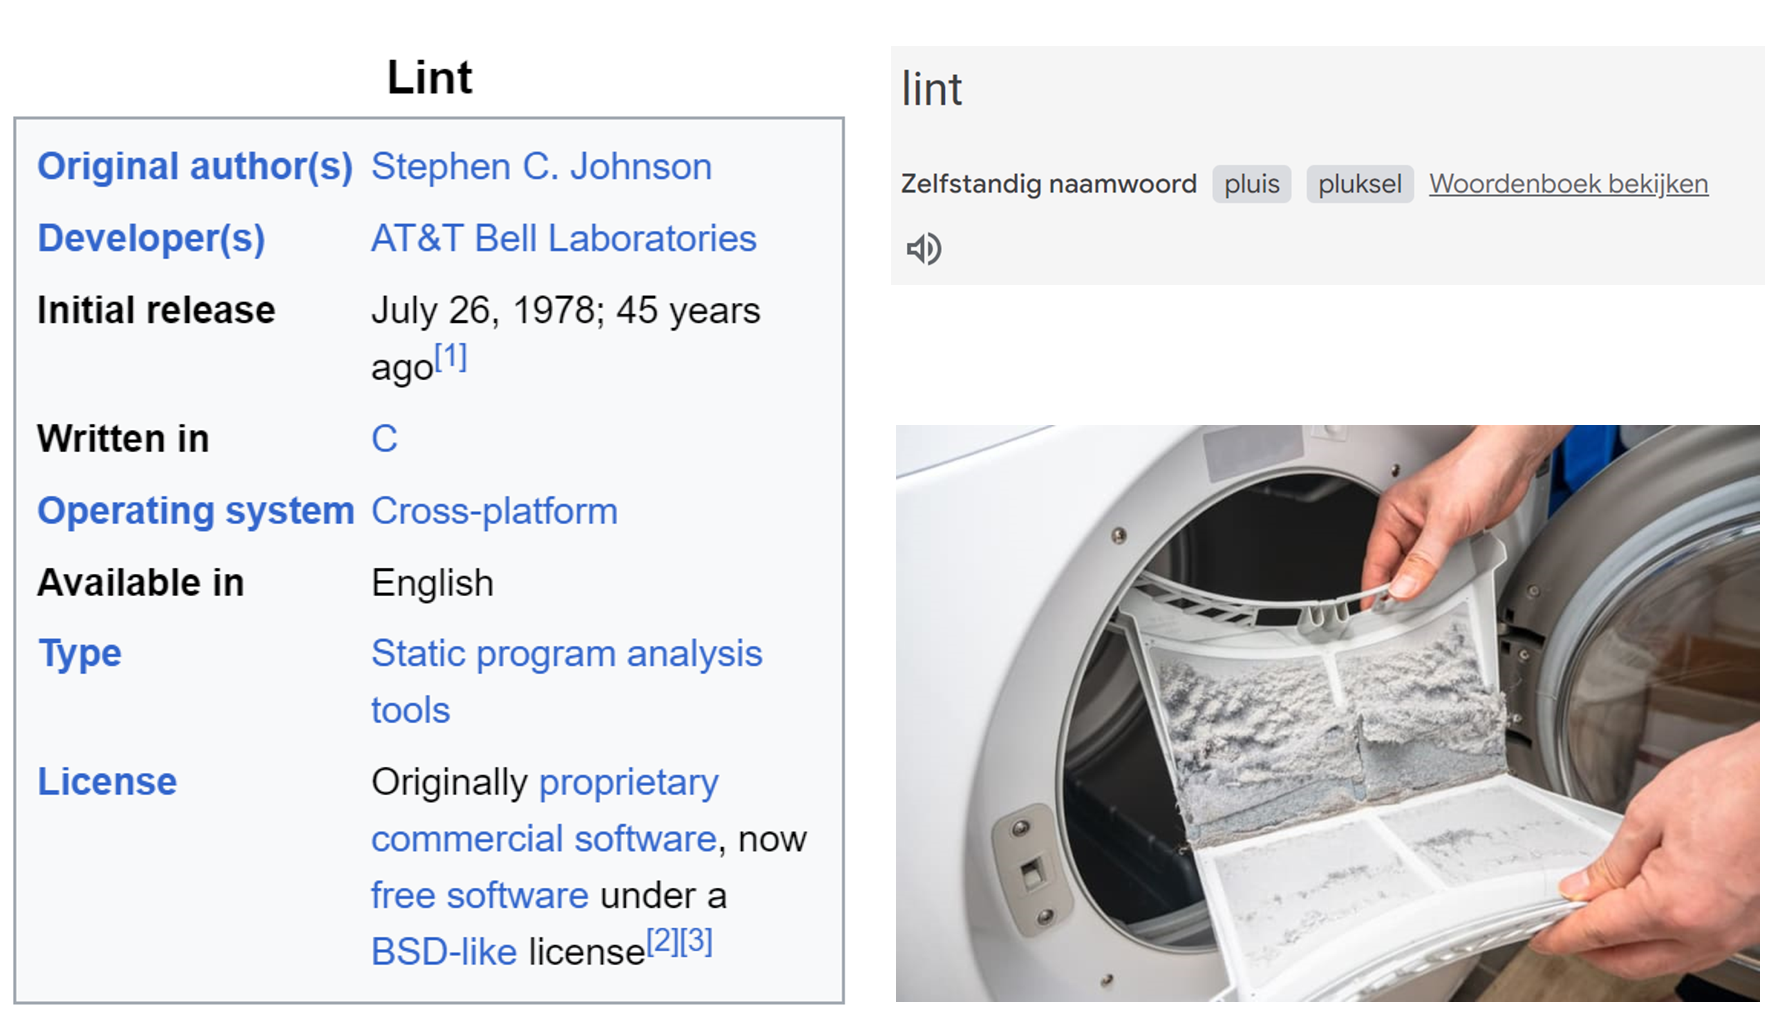 Lint
Original author(s) Stephen C. Johnson
Developer(s) AT&T Bell Laboratories
Initial release July 26, 1978; 45 years
ago[1]
Written in C
Operating system Cross-platform
Available in English
Type Static program analysis
tools
License Originally proprietary
commercial software, now
free software under a
BSD-like license[2][3]
lint
Zelfstandig naamwoord pluis pluksel Woordenboek bekijken